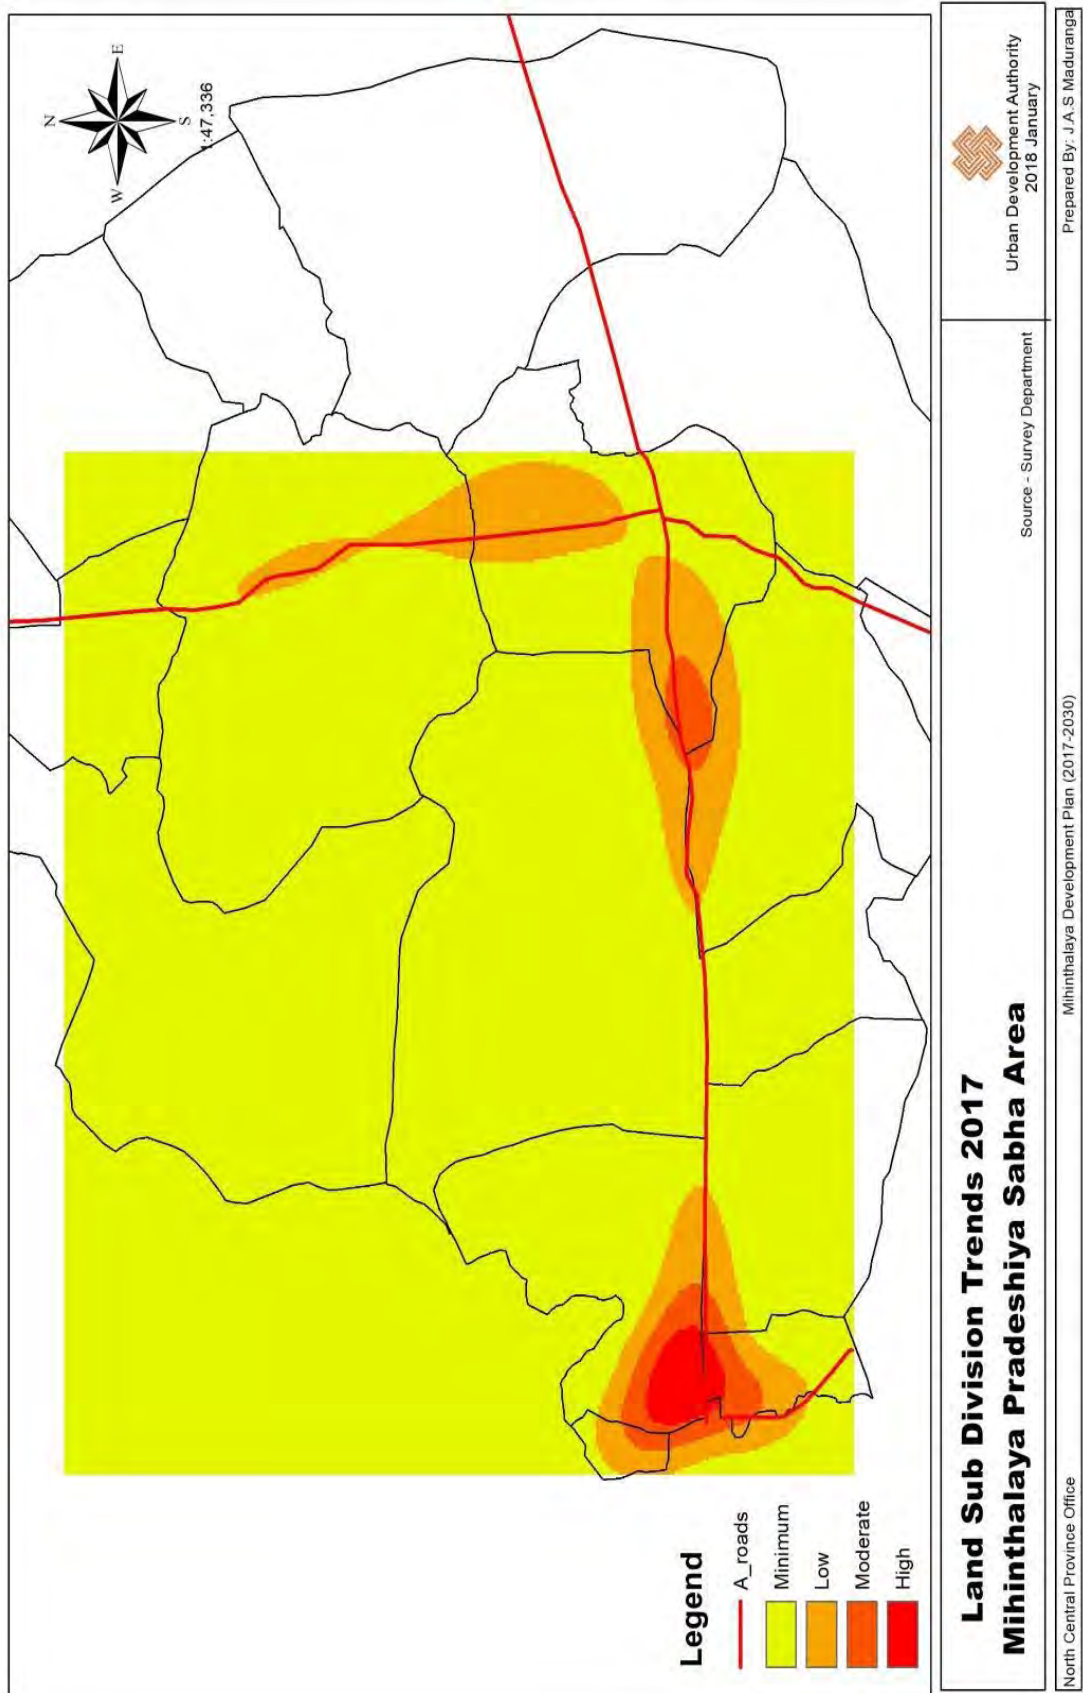 N
W
E
S
1:47,336
Legend
A_roads
Minimum
Low
Moderate
High
Land Sub Division Trends 2017
Mihinthalaya Pradeshiya Sabha Area
Source - Survey Department
Urban Development Authority
2018 January
North Central Province Office
Mihinthalaya Development Plan (2017-2030)
Prepared By: J.A.S Maduranga